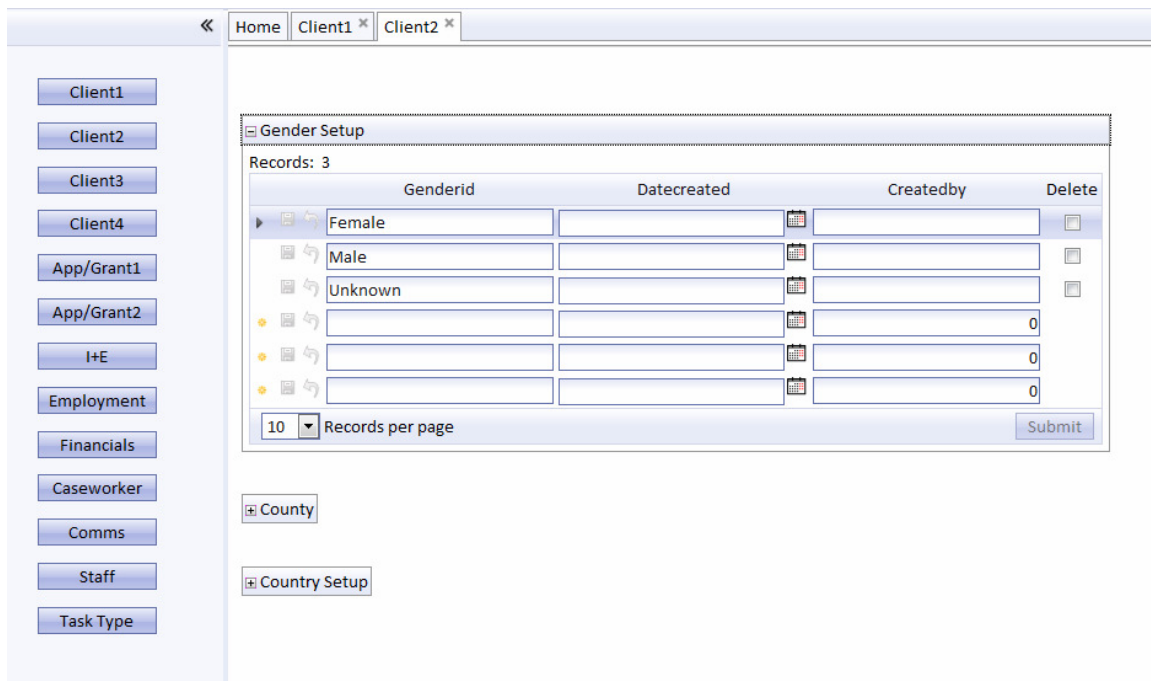 Home Client1 Client2
Client1
Client2
Client3
Client4
App/Grant1
App/Grant2
I+E
Employment
Financials
Caseworker
Comms
Staff
Task Type
Gender Setup
Records: 3
Genderid Datecreated Createdby Delete
Female
Male
Unknown
0
0
0
10 Records per page Submit
County
Country Setup